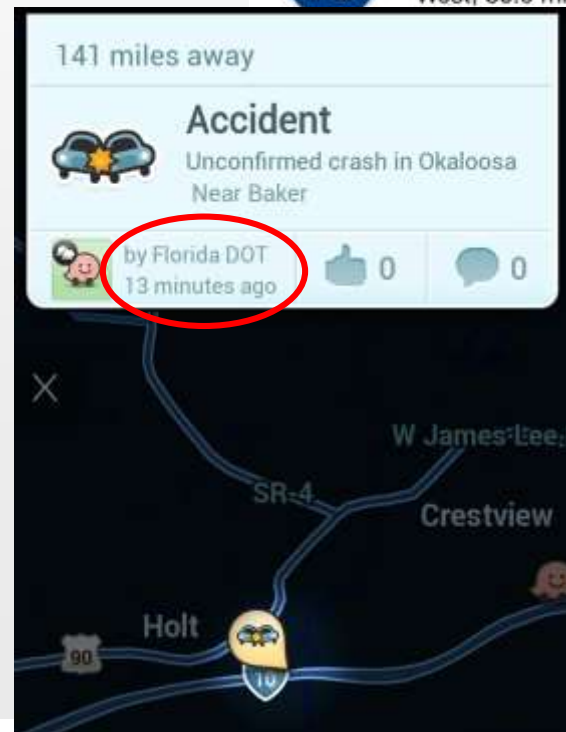 141 miles away
Accident
Unconfirmed crash in Okaloosa
Near Baker
by Florida DOT
13 minutes ago
0
0
X
W James Lee
SR-4
Crestview
Holt
90
10